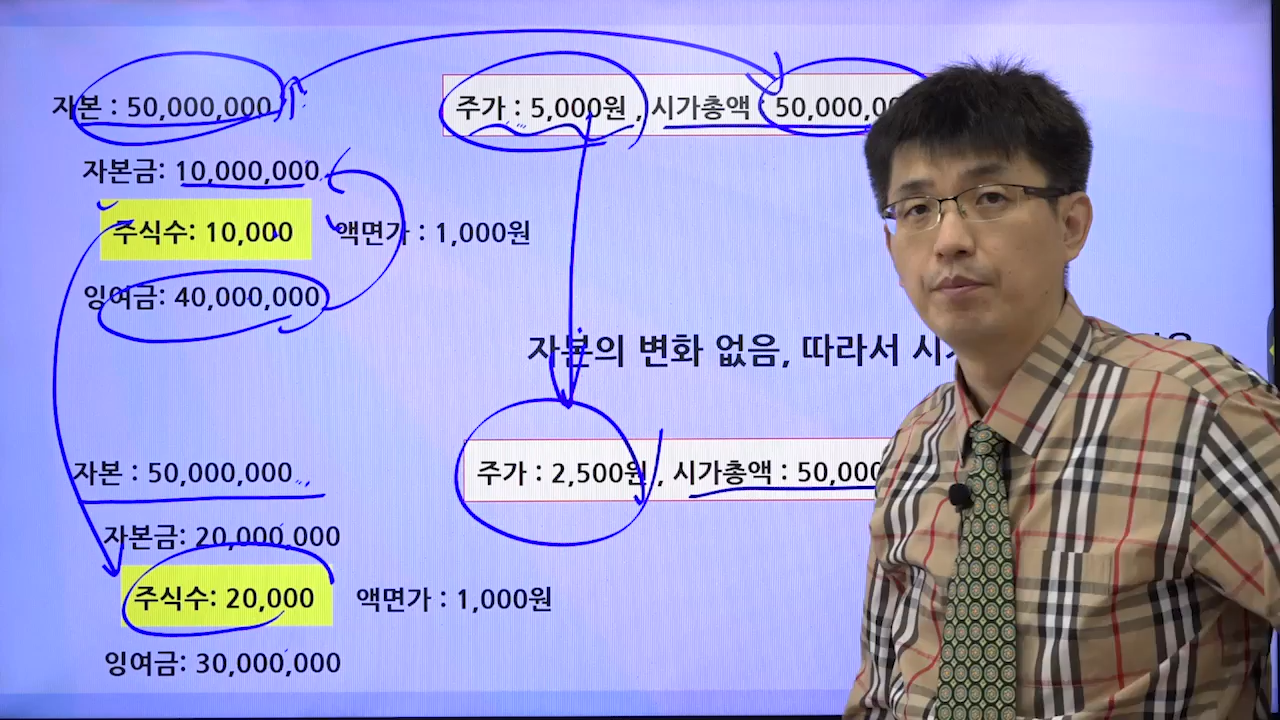 자본 : 50,000,000
주가 : 5,000원 , 시가총액 : 50,000,0
자본금: 10,000,000
주식수: 10,000 액면가 : 1,000원
잉여금: 40,000,000
자본의 변화 없음, 따라서
자본 : 50,000,000
주가 : 2,500원 , 시가총액 : 50,000
자본금: 20,000,000
주식수: 20,000 액면가 : 1,000원
잉여금: 30,000,000